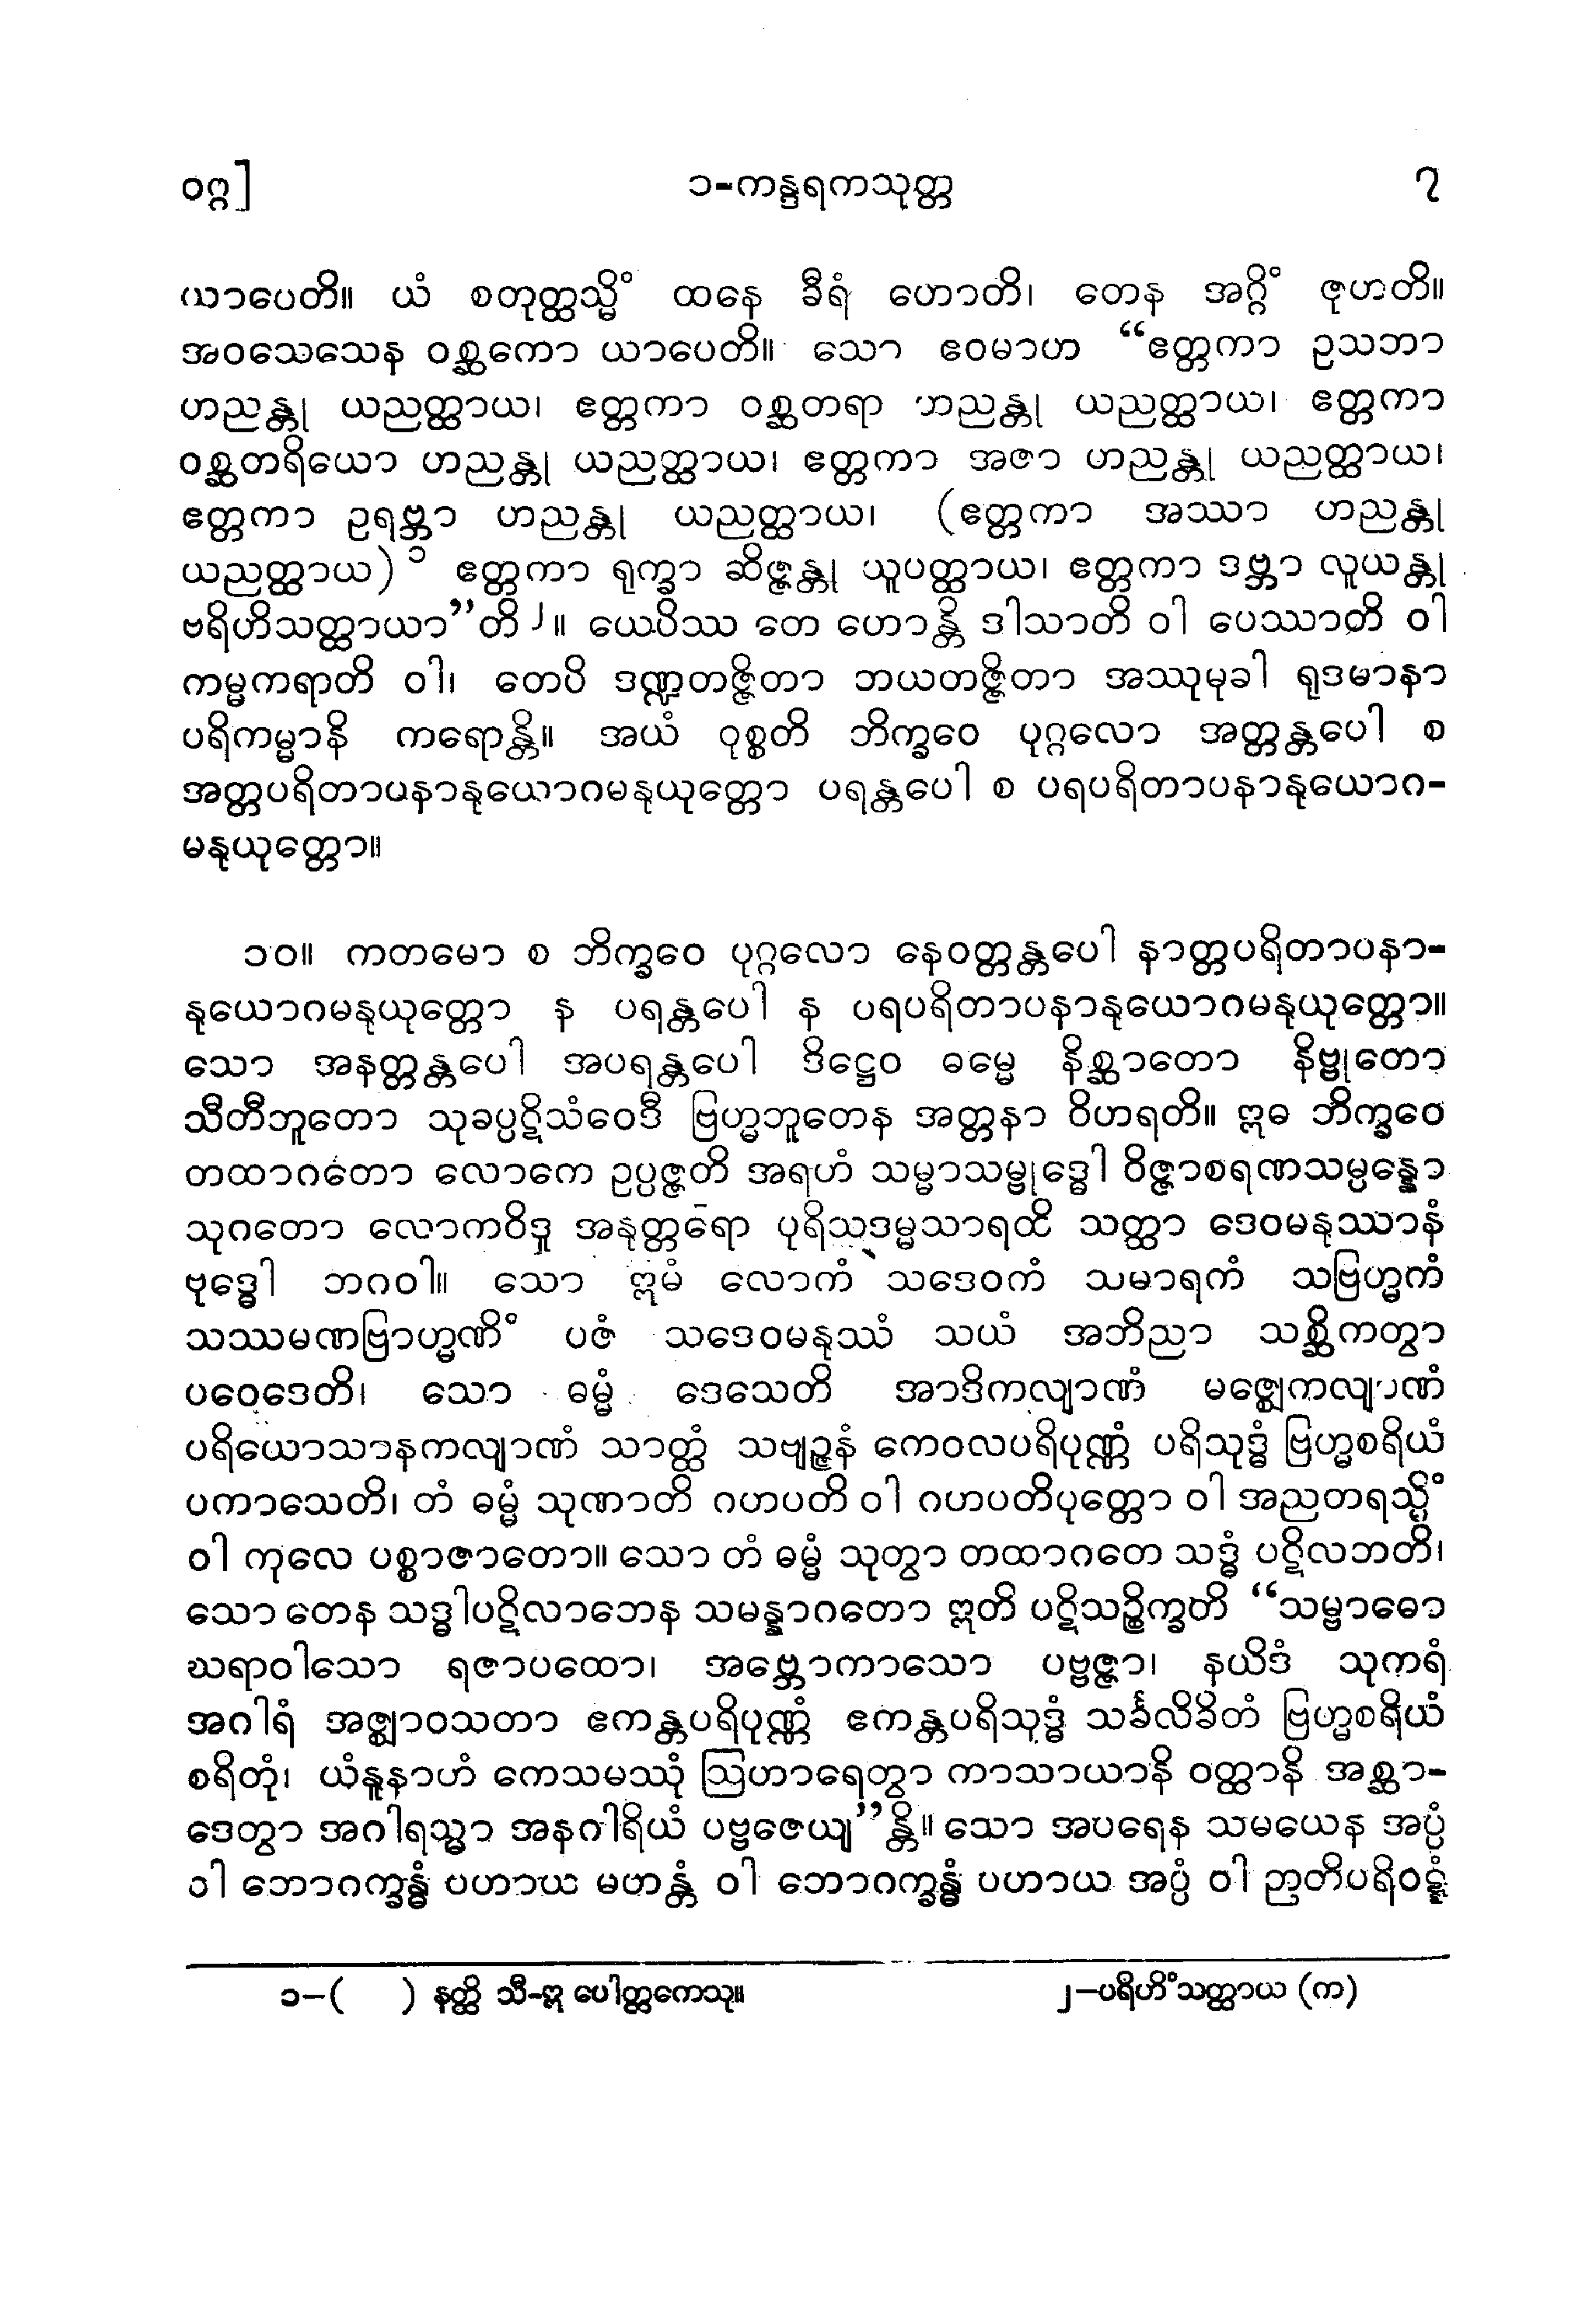 ဝဂ္ဂ] ၁-ကန္ဒရကသုတ္တ ၇
ယာပေတိ။ ယံ စတုတ္ထသ္မိံ ထနေ ခီရံ ဟောတိ၊ တေန အဂ္ဂိံ ဇုဟတိ။
အဝသေသေန ဝစ္ဆကော ယာပေတိ။ သော ဧဝမာဟ “ဧတ္တကာ ဥသဘာ
ဟညန္တု ယညတ္ထာယ၊ ဧတ္တကာ ဝစ္ဆတရာ ဟညန္တု ယညတ္ထာယ၊ ဧတ္တကာ
ဝစ္ဆတရိယော ဟညန္တု ယညတ္ထာယ၊ ဧတ္တကာ အဇာ ဟညန္တု ယညတ္ထာယ၊
ဧတ္တကာ ဥရဗ္ဘာ ဟညန္တု ယညတ္ထာယ၊ (ဧတ္တကာ အဿာ ဟညန္တု
ယညတ္ထာယ)၁ ဧတ္တကာ ရုက္ခာ ဆိဇ္ဇန္တု ယူပတ္ထာယ၊ ဧတ္တကာ ဒဗ္ဘာ လူယန္တု
ဗရိဟိသတ္ထာယာ”တိ၂။ ယေပိဿ တေ ဟောန္တိ ဒါသာတိ ဝါ ပေဿာတိ ဝါ
ကမ္မကရာတိ ဝါ၊ တေပိ ဒဏ္ဍတဇ္ဇိတာ ဘယတဇ္ဇိတာ အဿုမုခါ ရုဒမာနာ
ပရိကမ္မာနိ ကရောန္တိ။ အယံ ဝုစ္စတိ ဘိက္ခဝေ ပုဂ္ဂလော အတ္တန္တပေါ စ
အတ္တပရိတာပနာနုယောဂမနုယုတ္တော ပရန္တပေါ စ ပရပရိတာပနာနုယောဂ-
မနုယုတ္တော။
၁၀။ ကတမော စ ဘိက္ခဝေ ပုဂ္ဂလော နေဝတ္တန္တပေါ နာတ္တပရိတာပနာ-
နုယောဂမနုယုတ္တော န ပရန္တပေါ န ပရပရိတာပနာနုယောဂမနုယုတ္တော။
သော အနတ္တန္တပေါ အပရန္တပေါ ဒိဋ္ဌေဝ ဓမ္မေ နိစ္ဆာတော နိဗ္ဗုတော
သီတီဘူတော သုခပ္ပဋိသံဝေဒီ ဗြဟ္မဘူတေန အတ္တနာ ဝိဟရတိ။ ဣဓ ဘိက္ခဝေ
တထာဂတော လောကေ ဥပ္ပဇ္ဇတိ အရဟံ သမ္မာသမ္ဗုဒ္ဓေါ ဝိဇ္ဇာစရဏသမ္ပန္နော
သုဂတော လောကဝိဒူ အနုတ္တရော ပုရိသဒမ္မသာရထိ သတ္ထာ ဒေဝမနုဿာနံ
ဗုဒ္ဓေါ ဘဂဝါ။ သော ဣမံ လောကံ သဒေဝကံ သမာရကံ သဗြဟ္မကံ
သဿမဏဗြာဟ္မဏိံ ပဇံ သဒေဝမနုဿံ သယံ အဘိညာ သစ္ဆိကတွာ
ပဝေဒေတိ၊ သော ဓမ္မံ ဒေသေတိ အာဒိကလျာဏံ မဇ္ဈေကလျာဏံ
ပရိယောသာနကလျာဏံ သာတ္ထံ သဗျဉ္ဇနံ ကေဝလပရိပုဏ္ဏံ ပရိသုဒ္ဓံ ဗြဟ္မစရိယံ
ပကာသေတိ၊ တံ ဓမ္မံ သုဏာတိ ဂဟပတိ ဝါ ဂဟပတိပုတ္တော ဝါ အညတရသ္မိံ
ဝါ ကုလေ ပစ္စာဇာတော။ သော တံ ဓမ္မံ သုတွာ တထာဂတေ သဒ္ဓံ ပဋိလဘတိ၊
သော တေန သဒ္ဓါပဋိလာဘေန သမန္နာဂတော ဣတိ ပဋိသဉ္စိက္ခတိ “သမ္ဗာဓော
ဃရာဝါသော ရဇာပထော၊ အဗ္ဘောကာသော ပဗ္ဗဇ္ဇာ၊ နယိဒံ သုကရံ
အဂါရံ အဇ္ဈာဝသတာ ဧကန္တပရိပုဏ္ဏံ ဧကန္တပရိသုဒ္ဓံ သင်္ခလိခိတံ ဗြဟ္မစရိယံ
စရိတုံ၊ ယံနူနာဟံ ကေသမဿုံ ဩဟာရေတွာ ကာသာယာနိ ဝတ္ထာနိ အစ္ဆာ-
ဒေတွာ အဂါရသ္မာ အနဂါရိယံ ပဗ္ဗဇေယျ”န္တိ။ သော အပရေန သမယေန အပ္ပံ
ဝါ ဘောဂက္ခန္ဓံ ပဟာယ မဟန္တံ ဝါ ဘောဂက္ခန္ဓံ ပဟာယ အပ္ပံ ဝါ ဉာတိပရိဝဋ္ဋံ
၁-( ) နတ္ထိ သီ-ဣ ပေါတ္ထကေသု။ ၂-ပရိဟိံသတ္ထာယ (က)